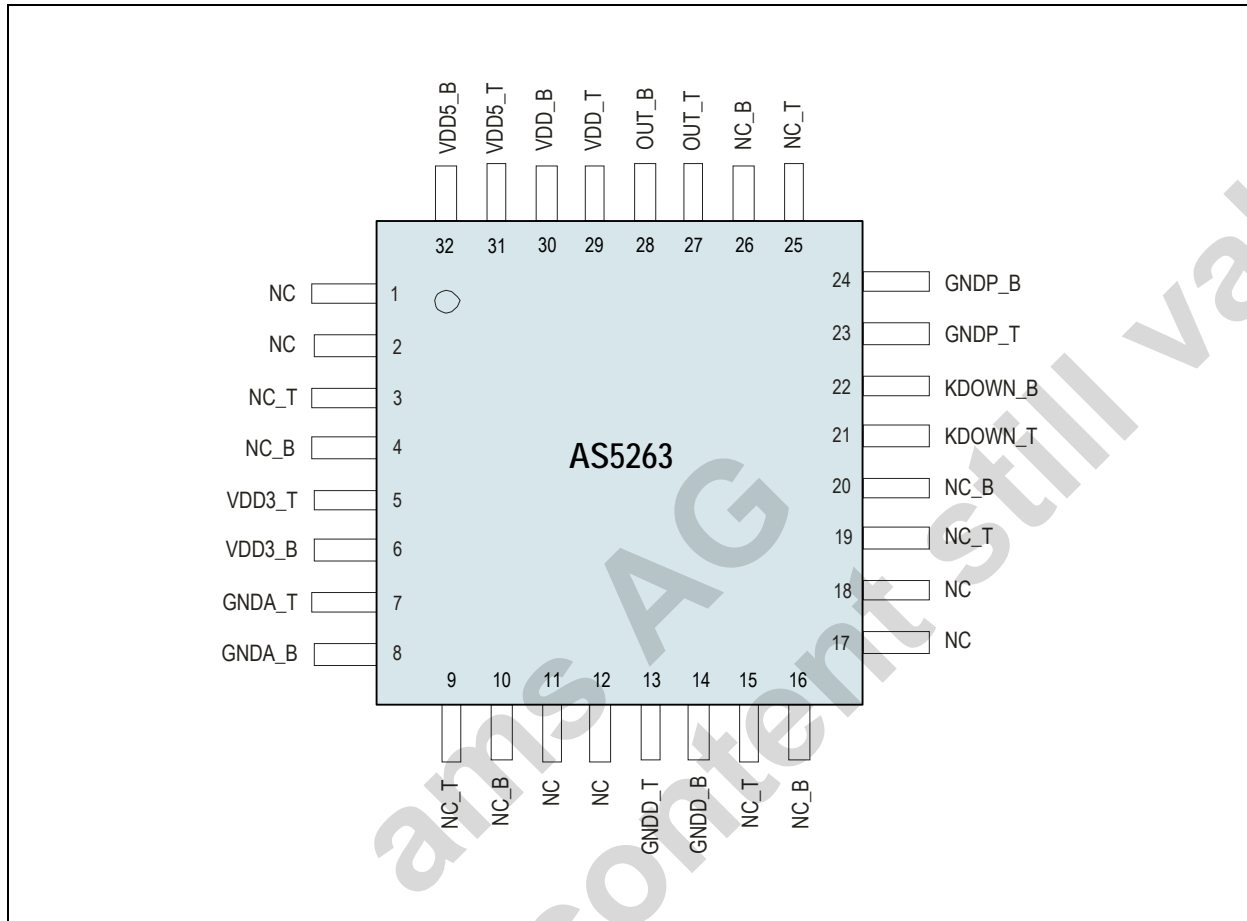 VDD5_B
VDD5_T
VDD_B
VDD_T
OUT_B
OUT_T
NC_B
NC_T
32
31
30
29
28
27
26
25
NC 1
NC 2
NC_T 3
NC_B 4
VDD3_T 5
VDD3_B 6
GNDA_T 7
GNDA_B 8
AS5263
24 GNDP_B
23 GNDP_T
22 KDOWN_B
21 KDOWN_T
20 NC_B
19 NC_T
18 NC
17 NC
9
10
11
12
13
14
15
16
NC_T
NC_B
NC
NC
GNDD_T
GNDD_B
NC_T
NC_B
ams AG
content still